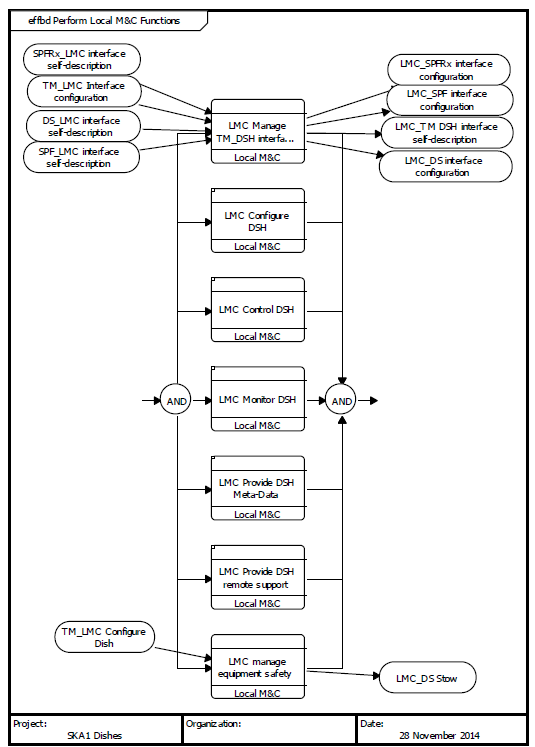 effbd Perform Local M&C Functions
SPFRx_LMC interface
self-description
TM_LMC Interface
configuration
DS_LMC interface
self-description
SPF_LMC interface
self-description
LMC_SPFRx interface
configuration
LMC_SPF interface
configuration
LMC_TM DSH interface
self-description
LMC_DS interface
configuration
LMC Manage
TM_DSH interfa...
Local M&C
LMC Configure
DSH
Local M&C
LMC Control DSH
Local M&C
AND
LMC Monitor DSH
AND
Local M&C
LMC Provide DSH
Meta-Data
Local M&C
LMC Provide DSH
remote support
Local M&C
TM_LMC Configure
Dish
LMC manage
equipment safety
Local M&C
LMC_DS Stow
Project:
SKA1 Dishes
Organization:
Date:
28 November 2014